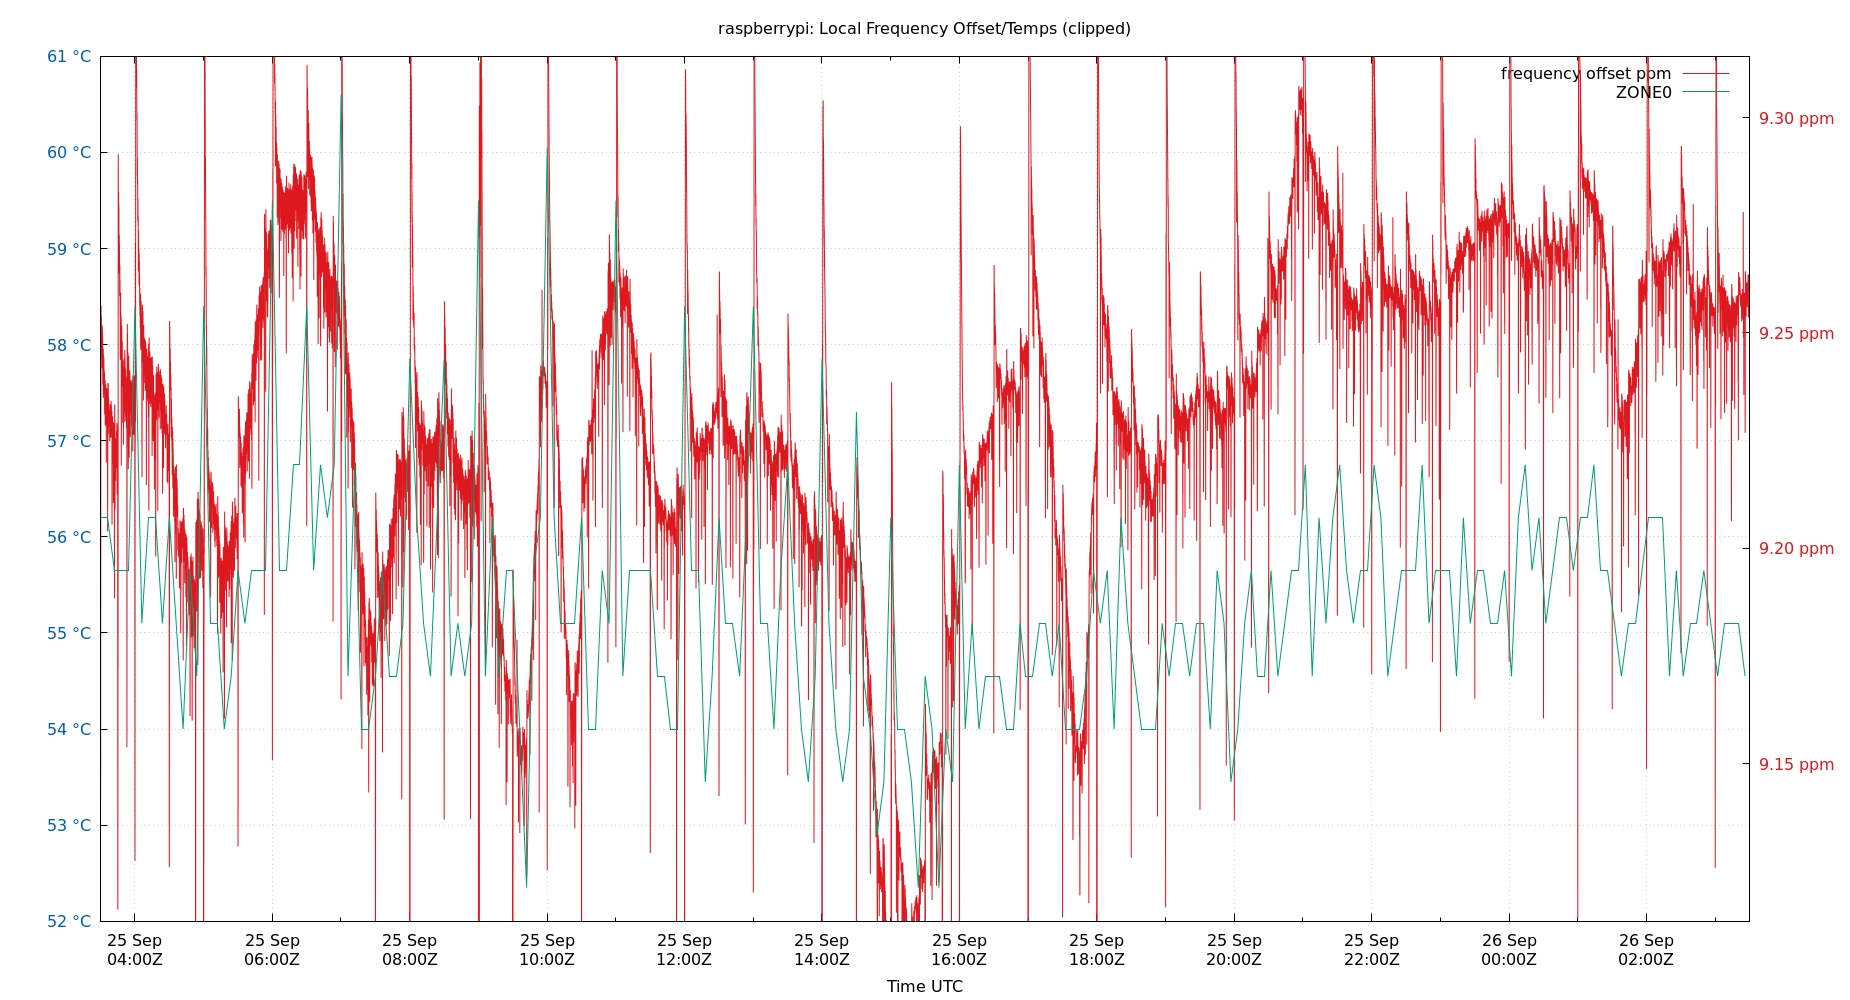 raspberrypi: Local Frequency Offset/Temps (clipped)
61 °C
60 °C
59 °C
58 °C
57 °C
56 °C
55 °C
54 °C
53 °C
52 °C
frequency offset ppm
ZONE0
9.30 ppm
9.25 ppm
9.20 ppm
9.15 ppm
25 Sep 25 Sep 25 Sep 25 Sep 25 Sep 25 Sep 25 Sep 25 Sep 25 Sep 25 Sep 26 Sep 26 Sep
04:00Z 06:00Z 08:00Z 10:00Z 12:00Z 14:00Z 16:00Z 18:00Z 20:00Z 22:00Z 00:00Z 02:00Z
Time UTC